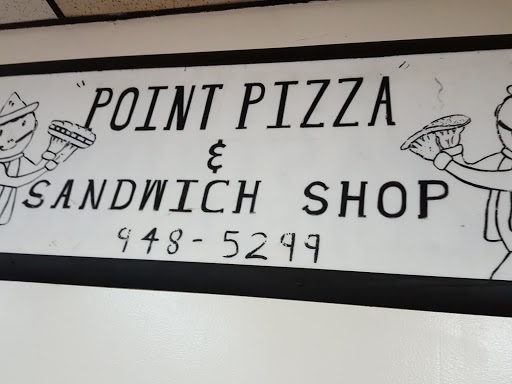 "POINT PIZZA
&
SANDWICH SHOP
948-5299